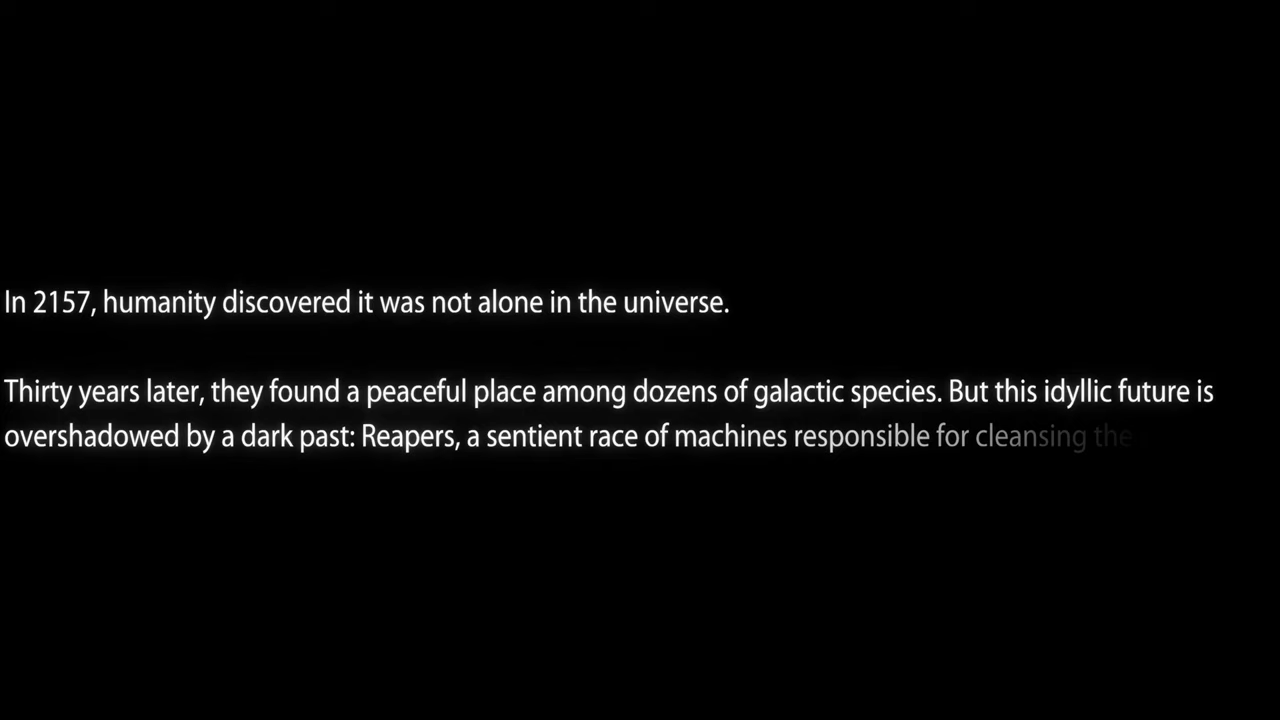 In 2157, humanity discovered it was not alone in the universe.
Thirty years later, they found a peaceful place among dozens of galactic species. But this idyllic future is
overshadowed by a dark past: Reapers, a sentient race of machines responsible for cleansing the